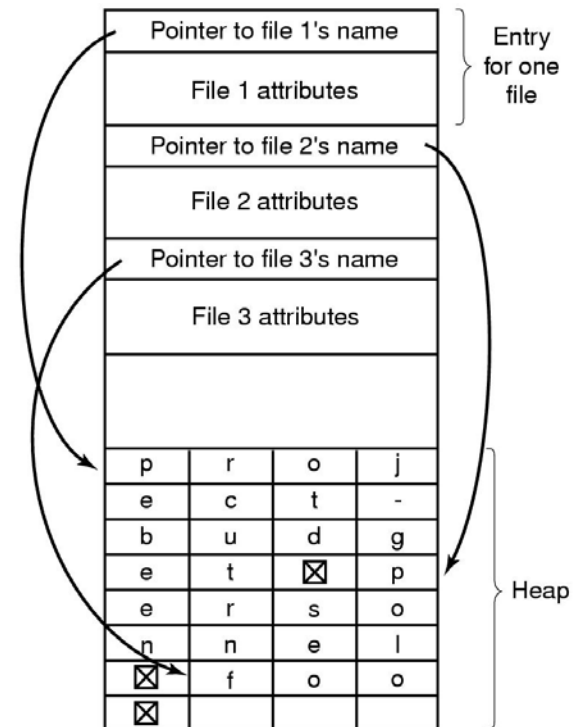 Pointer to file 1's name
Entry
for one
file
File 1 attributes
Pointer to file 2's name
File 2 attributes
Pointer to file 3's name
File 3 attributes
p r o j
e c t -
b u d g
e t ☒ p
e r s o
n n e l
☒ f o o
☒
Heap